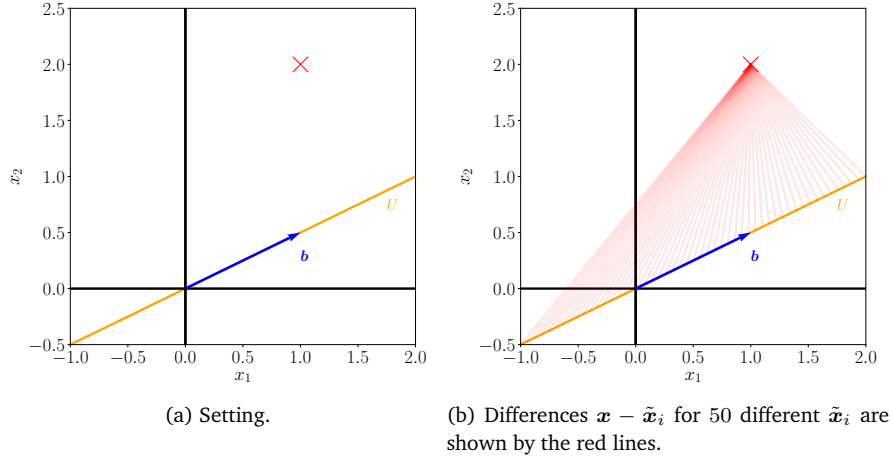 2.5
2.0
1.5
1.0
0.5
0.0
−0.5
x₂
U
b
−1.0 −0.5 0.0 0.5 1.0 1.5 2.0
x₁
(a) Setting.
2.5
2.0
1.5
1.0
0.5
0.0
−0.5
x₂
U
b
−1.0 −0.5 0.0 0.5 1.0 1.5 2.0
x₁
(b) Differences x − x̃ᵢ for 50 different x̃ᵢ are
shown by the red lines.